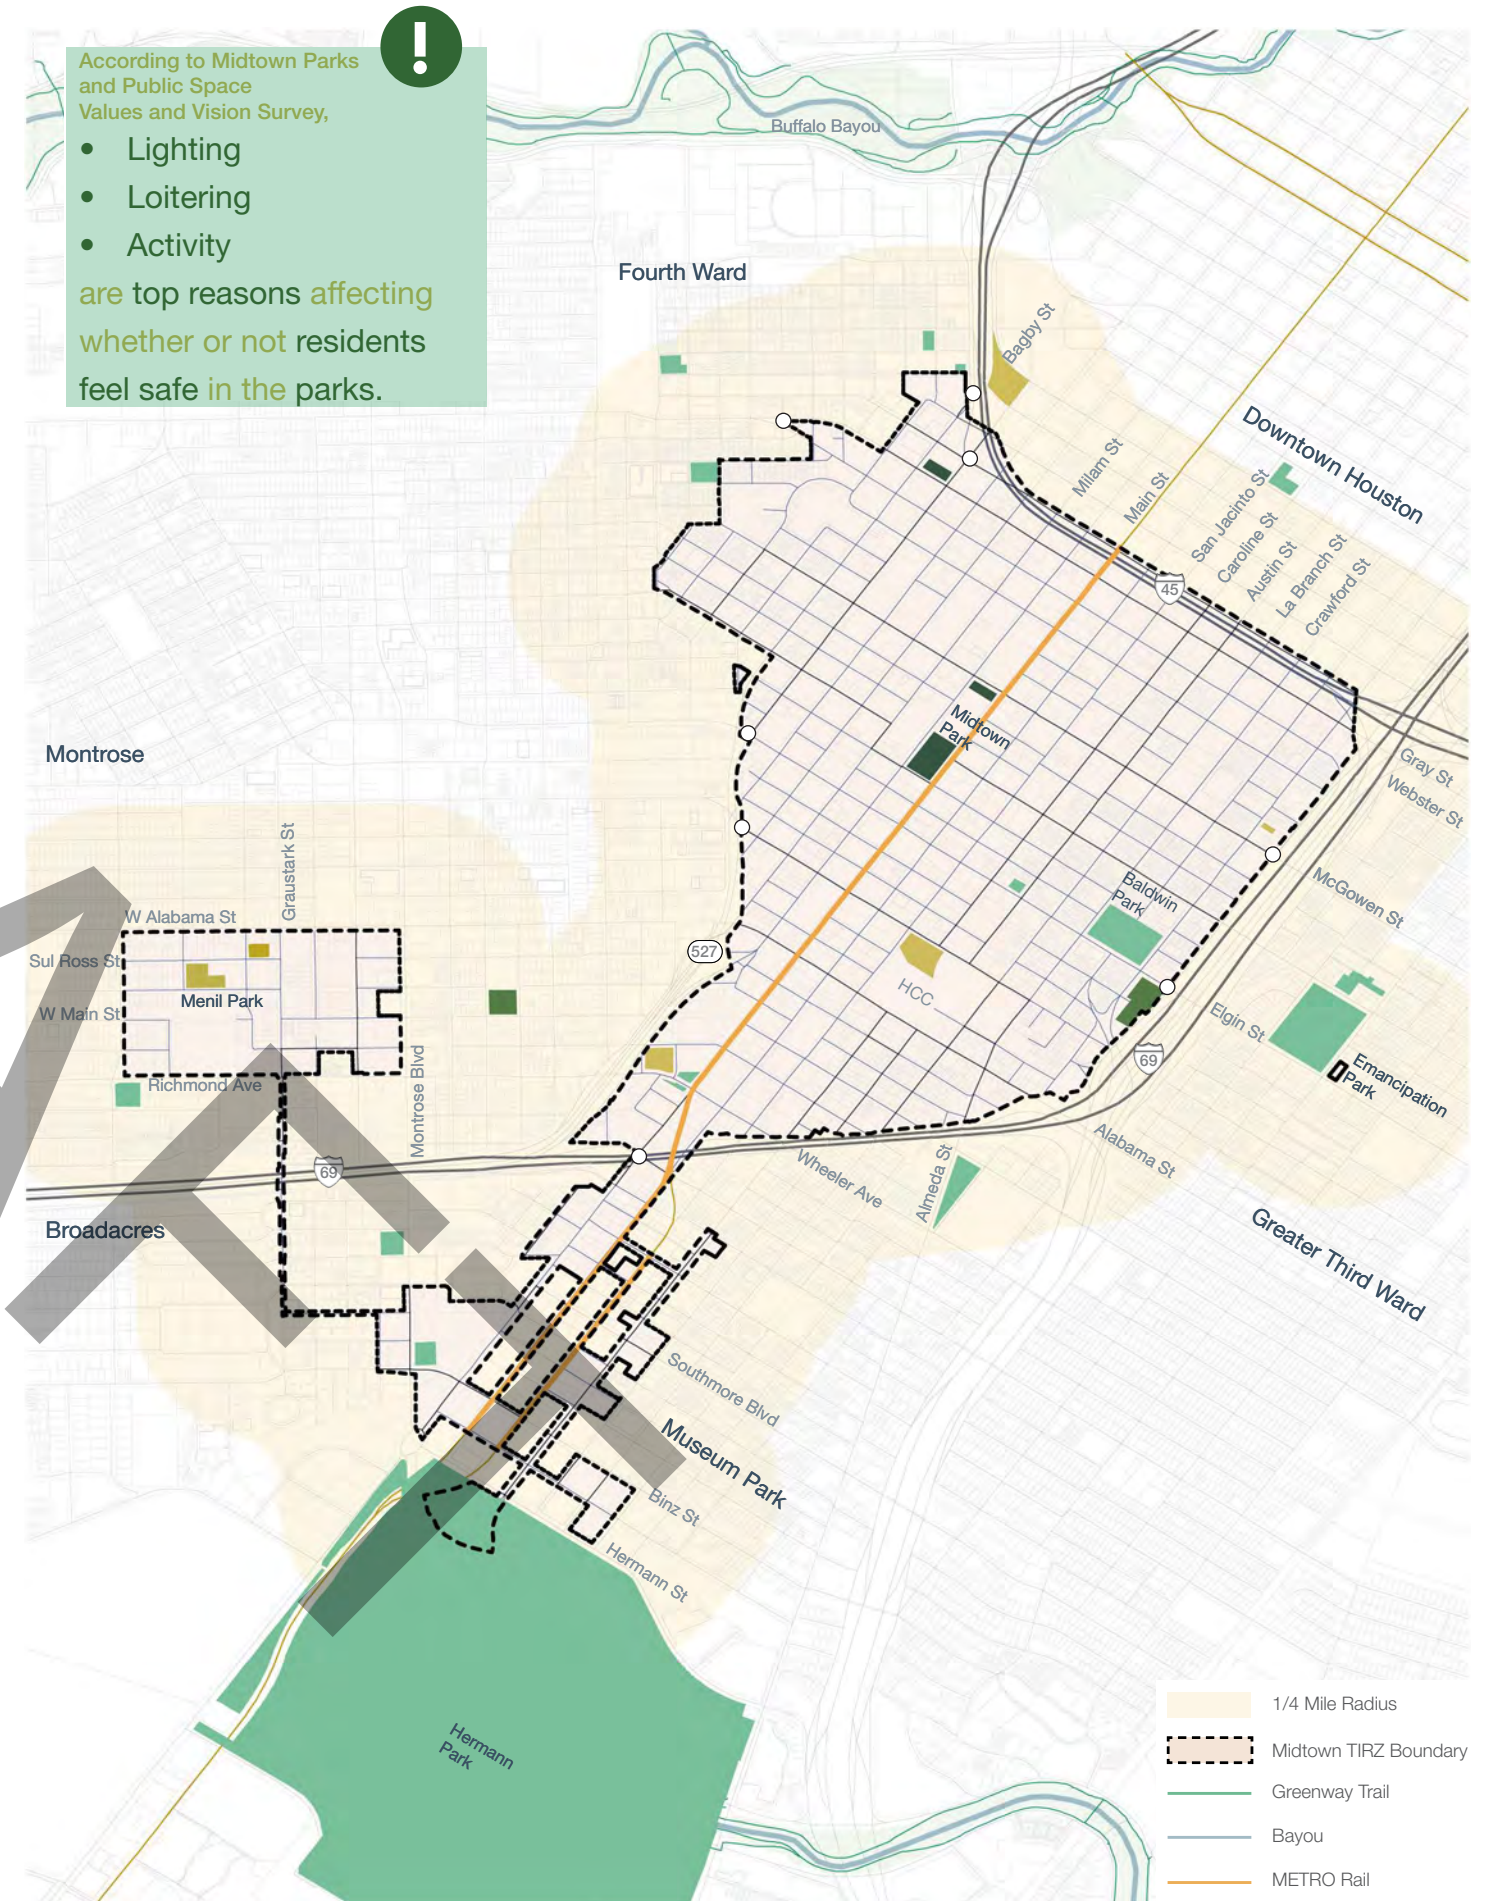 !
According to Midtown Parks
and Public Space
Values and Vision Survey,
• Lighting
• Loitering
• Activity
are top reasons affecting
whether or not residents
feel safe in the parks.
Buffalo Bayou
Fourth Ward
Bagby St
Downtown Houston
Milam St
Main St
San Jacinto St
Caroline St
Austin St
La Branch St
Crawford St
45
Midtown
Park
Montrose
Gray St
Webster St
Graustark St
W Alabama St
Baldwin
Park
McGowen St
527
Sul Ross St
Menil Park
HCC
W Main St
Elgin St
Richmond Ave
Montrose Blvd
69
Emancipation
Park
Alabama St
69
Wheeler Ave
Almeda St
Broadacres
Greater Third Ward
Southmore Blvd
Museum Park
Binz St
Hermann St
Hermann
Park
1/4 Mile Radius
Midtown TIRZ Boundary
Greenway Trail
Bayou
METRO Rail